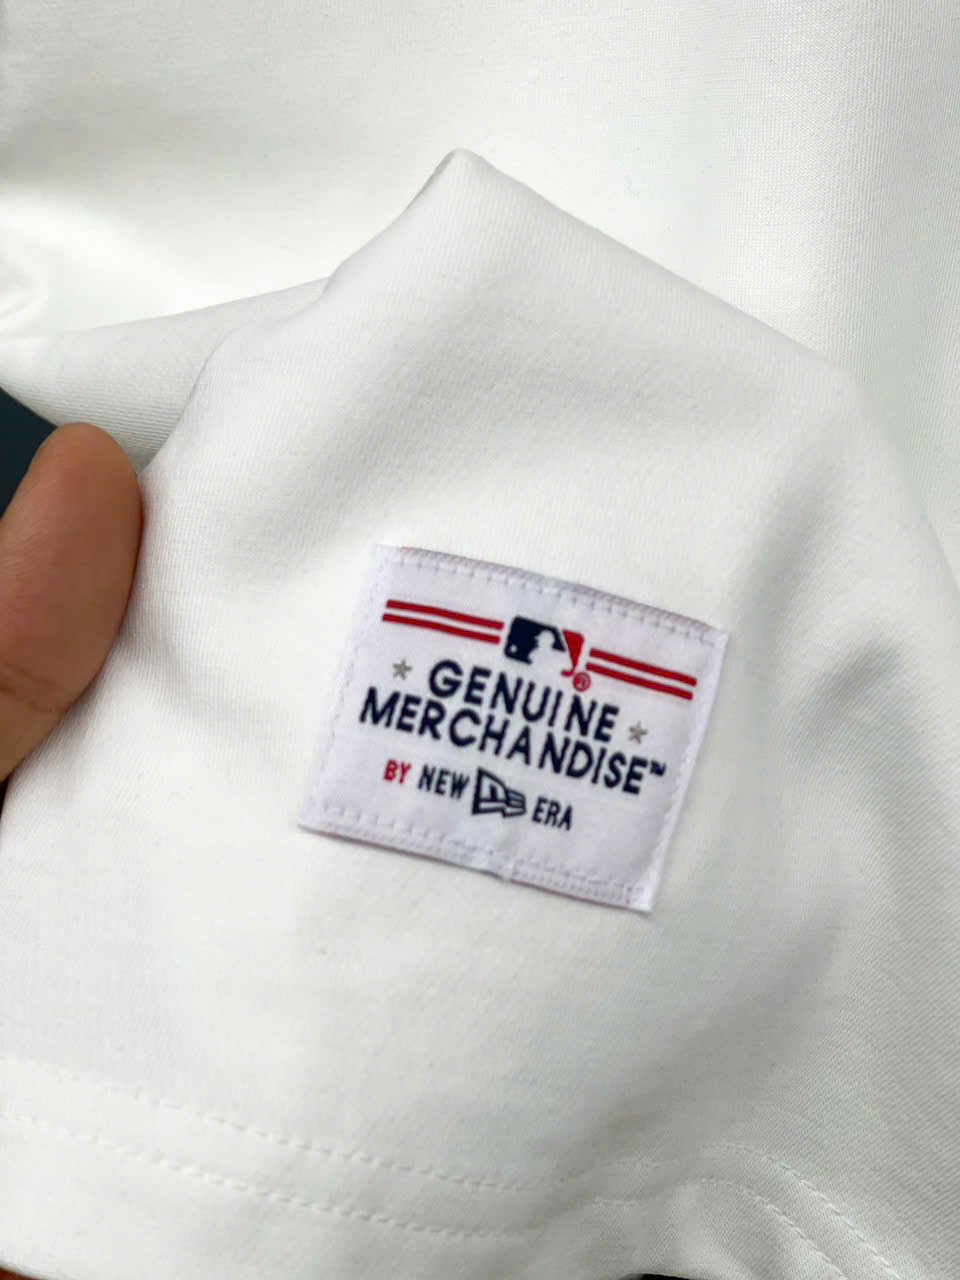 ®
GENUINE
MERCHANDISE™
BY NEW ERA